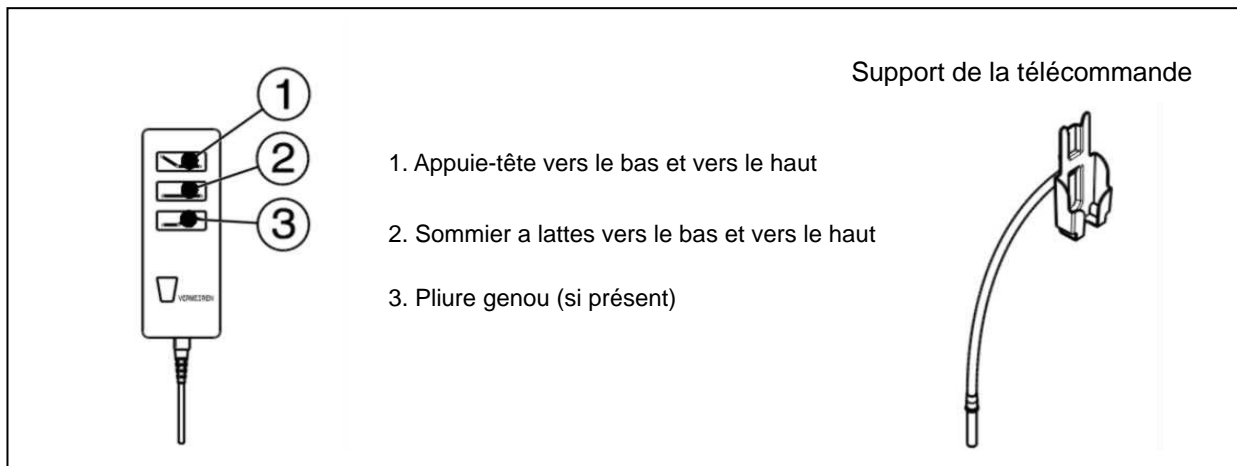 Support de la télécommande
1
2
3
VERMEIREN
1. Appuie-tête vers le bas et vers le haut
2. Sommier a lattes vers le bas et vers le haut
3. Pliure genou (si présent)